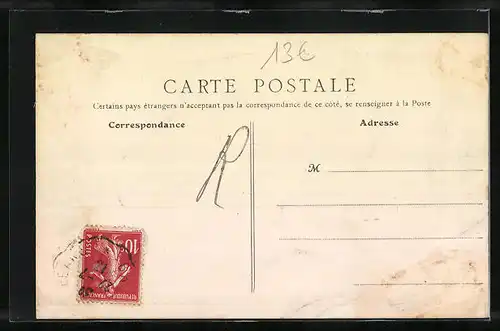 13€
CARTE POSTALE
Certains pays étrangers n'acceptant pas la correspondance de ce côté, se renseigner à la Poste
Correspondance
Adresse
R
M
10
POSTES
REPUBLIQUE FRANÇAISE